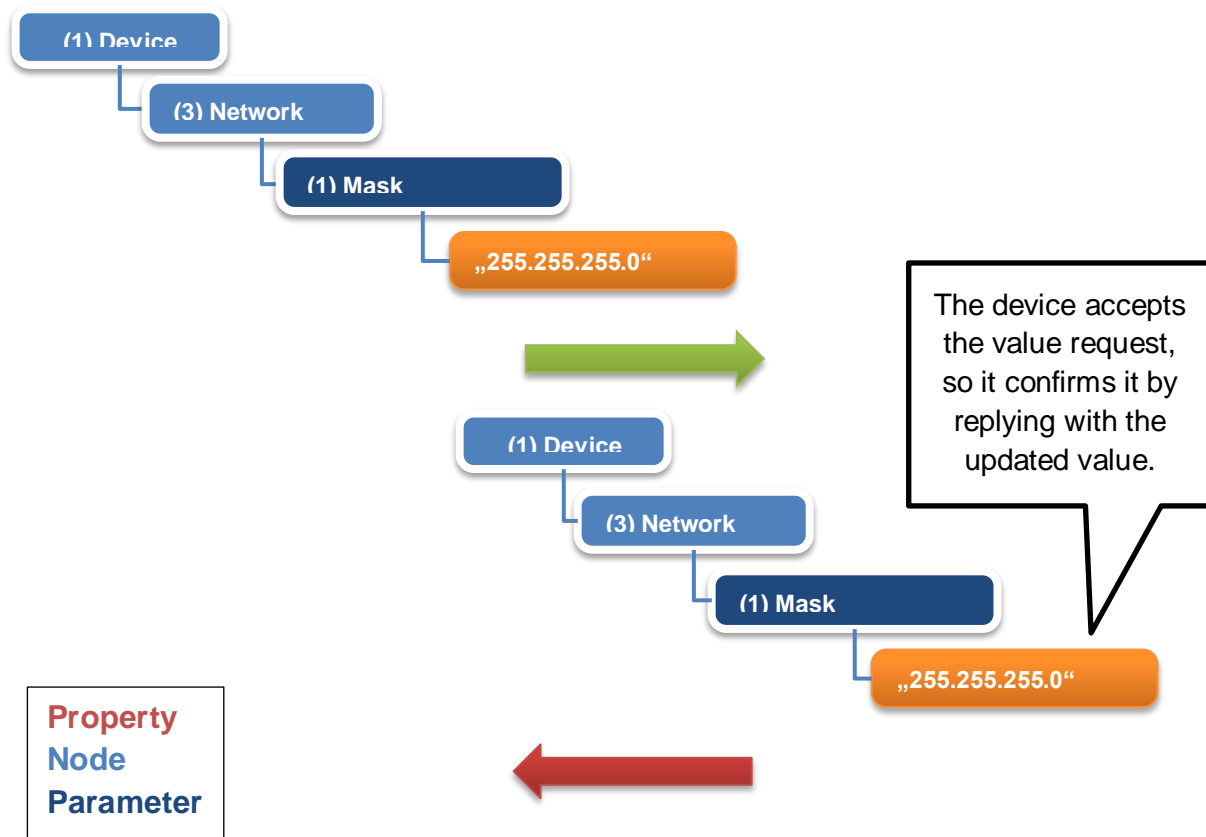 (1) Device
(3) Network
(1) Mask
„255.255.255.0“
The device accepts
the value request,
so it confirms it by
replying with the
updated value.
(1) Device
(3) Network
(1) Mask
„255.255.255.0“
Property
Node
Parameter